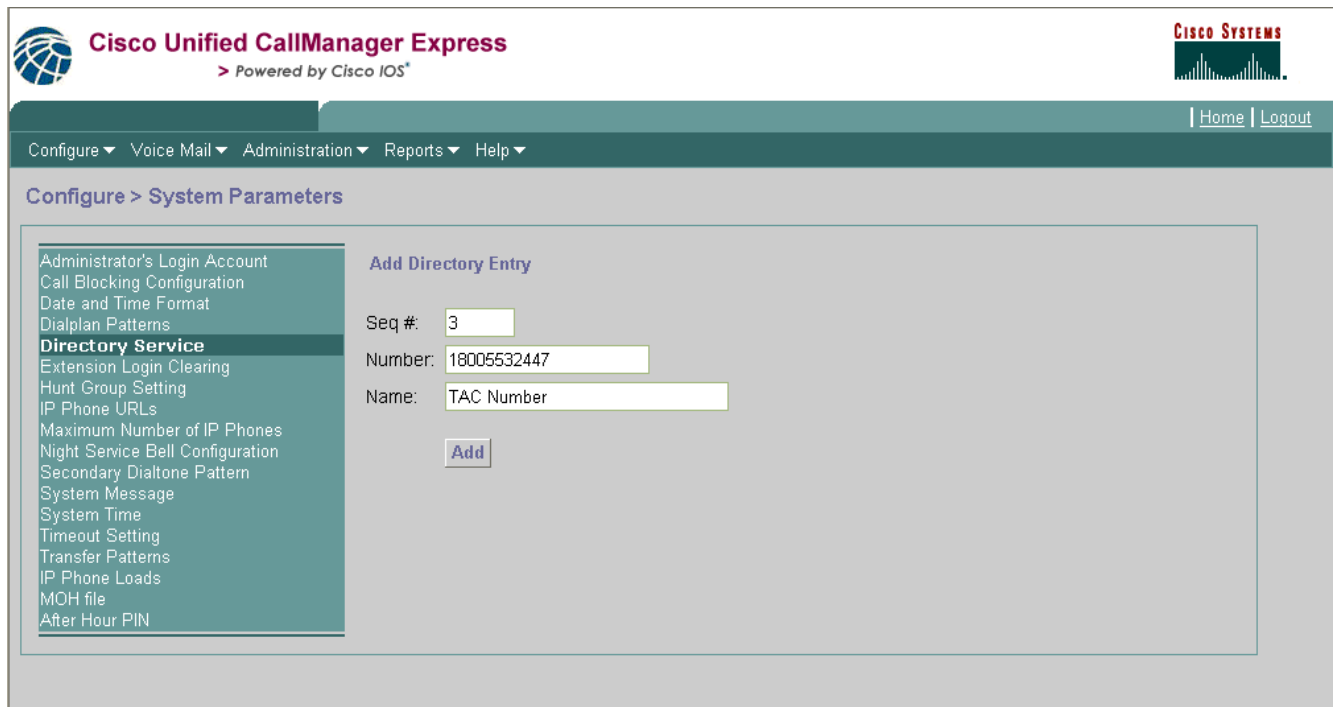 Cisco Unified CallManager Express
> Powered by Cisco IOS®
CISCO SYSTEMS
Home | Logout
Configure Voice Mail Administration Reports Help
Configure > System Parameters
Administrator's Login Account
Call Blocking Configuration
Date and Time Format
Dialplan Patterns
Directory Service
Extension Login Clearing
Hunt Group Setting
IP Phone URLs
Maximum Number of IP Phones
Night Service Bell Configuration
Secondary Dialtone Pattern
System Message
System Time
Timeout Setting
Transfer Patterns
IP Phone Loads
MOH file
After Hour PIN
Add Directory Entry
Seq #: 3
Number: 18005532447
Name: TAC Number
Add